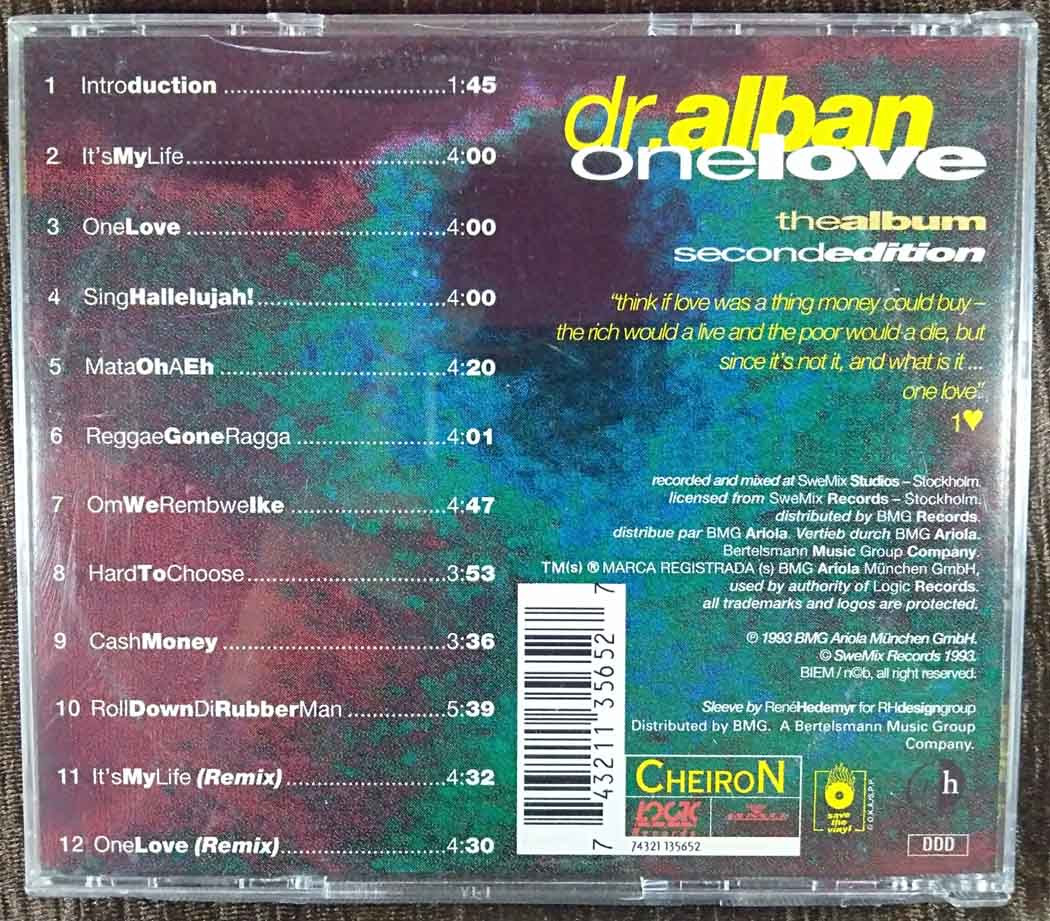 1 Introduction ........................................1:45
2 It'sMyLife.............................................4:00
3 OneLove .............................................4:00
4 SingHallelujah!.................................4:00
5 MataOhAEh .......................................4:20
6 ReggaeGoneRagga .........................4:01
7 OmWeRembweIke ..........................4:47
8 HardToChoose..................................3:53
9 CashMoney .......................................3:36
10 RollDownDiRubberMan .................5:39
11 It'sMyLife (Remix)...........................4:32
12 OneLove (Remix)............................4:30
dr.alban
onelove
thealbum
secondedition
"think if love was a thing money could buy –
the rich would a live and the poor would a die, but
since it's not it, and what is it ...
one love".
1♥
recorded and mixed at SweMix Studios – Stockholm.
licensed from SweMix Records – Stockholm.
distributed by BMG Records.
distribue par BMG Ariola. Vertieb durch BMG Ariola.
Bertelsmann Music Group Company.
TM(s) ® MARCA REGISTRADA (s) BMG Ariola München GmbH,
used by authority of Logic Records.
all trademarks and logos are protected.
℗ 1993 BMG Ariola München GmbH.
© SweMix Records 1993.
BIEM / n©b, all right reserved.
Sleeve by RenéHedemyr for RHdesigngroup
Distributed by BMG. A Bertelsmann Music Group
Company.
7 43211 35652 7
CHEIRON
Records
74321 135652
save
the
vinyl
h
DDD